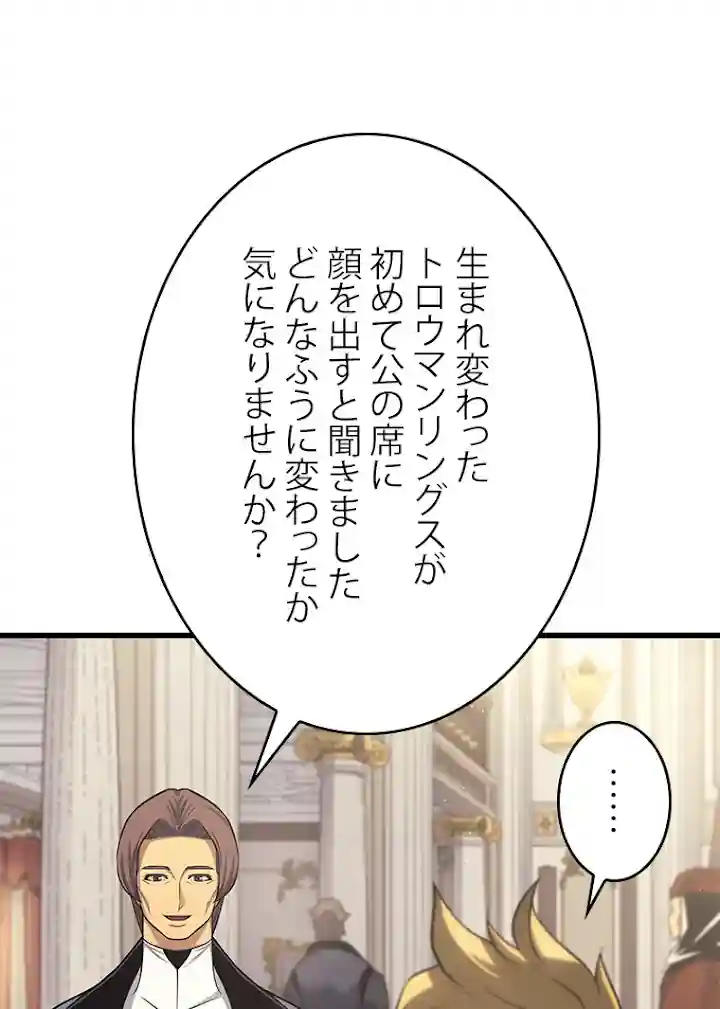 生まれ変わった
トロウマンリングスが
初めて公の席に
顔を出すと聞きました
どんなふうに変わったか
気になりませんか？
……